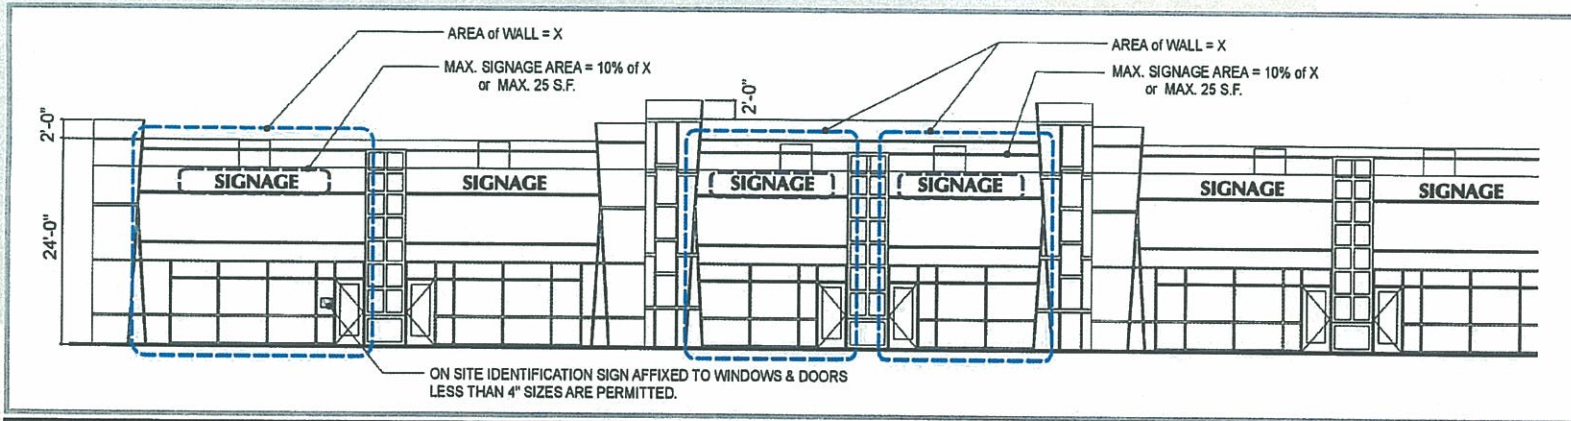 AREA of WALL = X
MAX. SIGNAGE AREA = 10% of X
or MAX. 25 S.F.
AREA of WALL = X
MAX. SIGNAGE AREA = 10% of X
or MAX. 25 S.F.
2'-0"
2'-0"
24'-0"
SIGNAGE
SIGNAGE
SIGNAGE
SIGNAGE
SIGNAGE
SIGNAGE
ON SITE IDENTIFICATION SIGN AFFIXED TO WINDOWS & DOORS
LESS THAN 4" SIZES ARE PERMITTED.